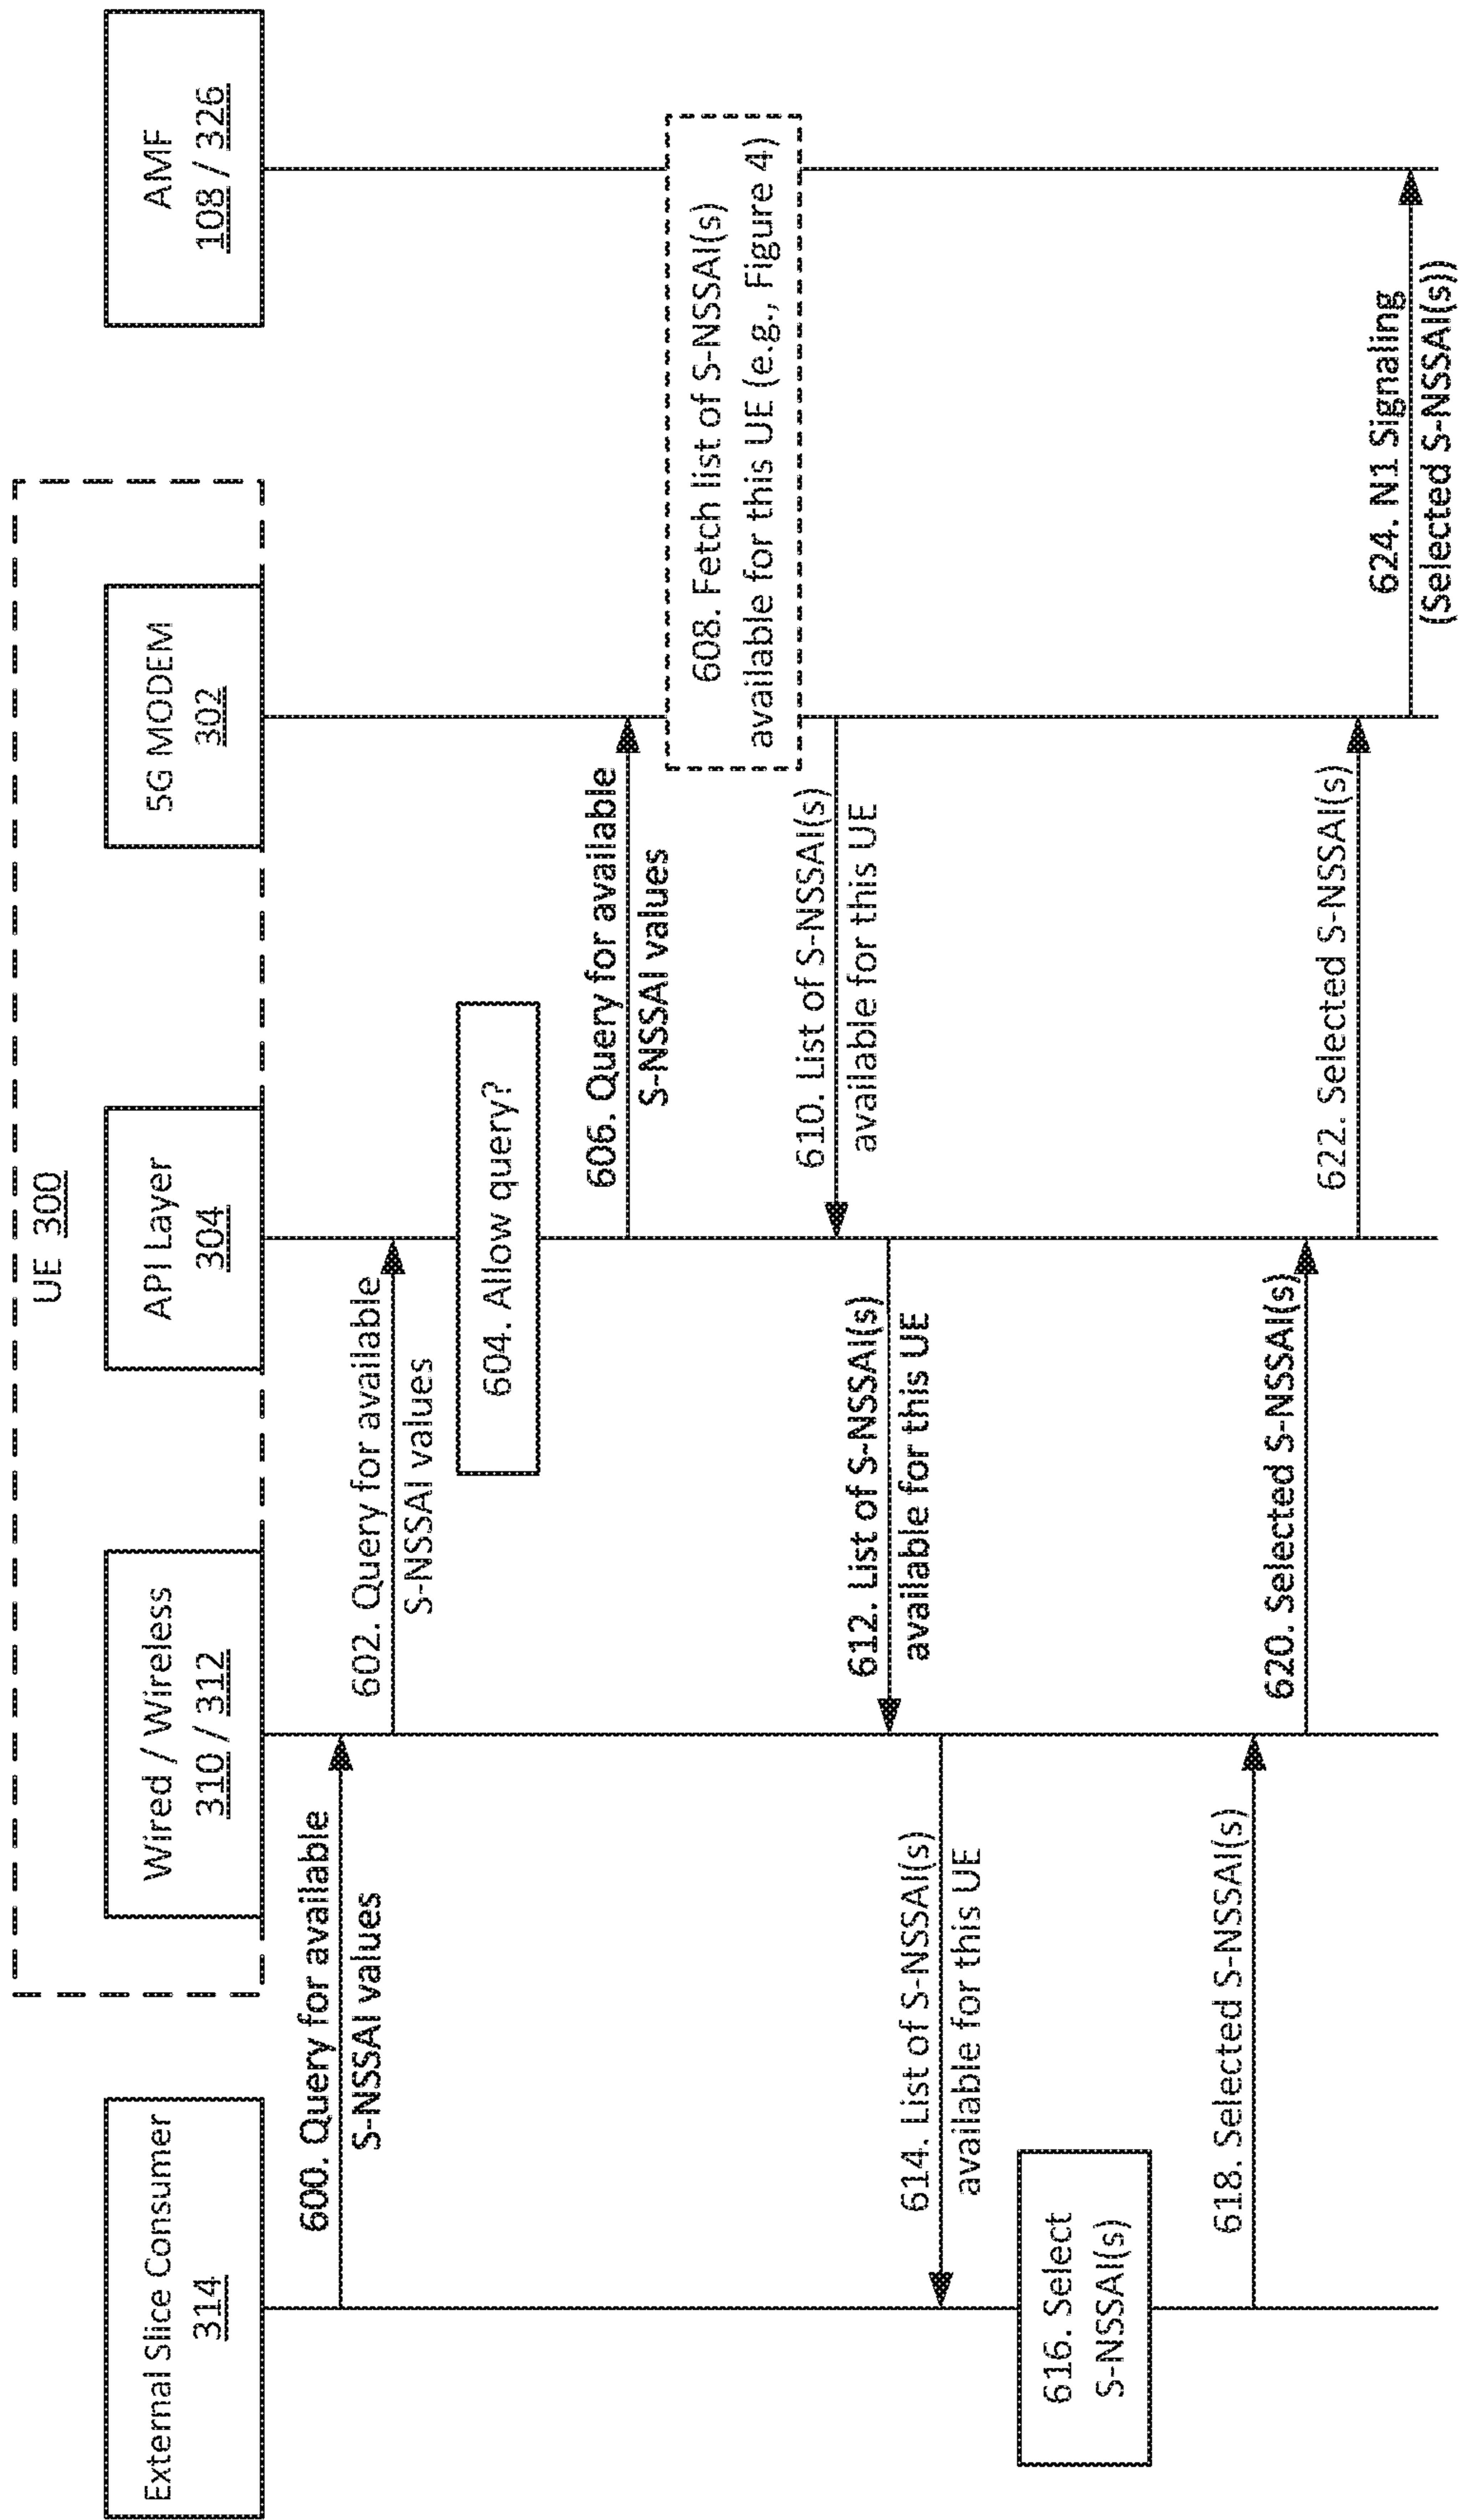 UE 300
External Slice Consumer
314
Wired / Wireless
310 / 312
API Layer
304
5G MODEM
302
AMF
108 / 326
600. Query for available
S-NSSAI values
602. Query for available
S-NSSAI values
604. Allow query?
606. Query for available
S-NSSAI values
608. Fetch list of S-NSSAI(s)
available for this UE (e.g., Figure 4)
610. List of S-NSSAI(s)
available for this UE
612. List of S-NSSAI(s)
available for this UE
614. List of S-NSSAI(s)
available for this UE
616. Select
S-NSSAI(s)
618. Selected S-NSSAI(s)
620. Selected S-NSSAI(s)
622. Selected S-NSSAI(s)
624. N1 Signaling
(Selected S-NSSAI(s))